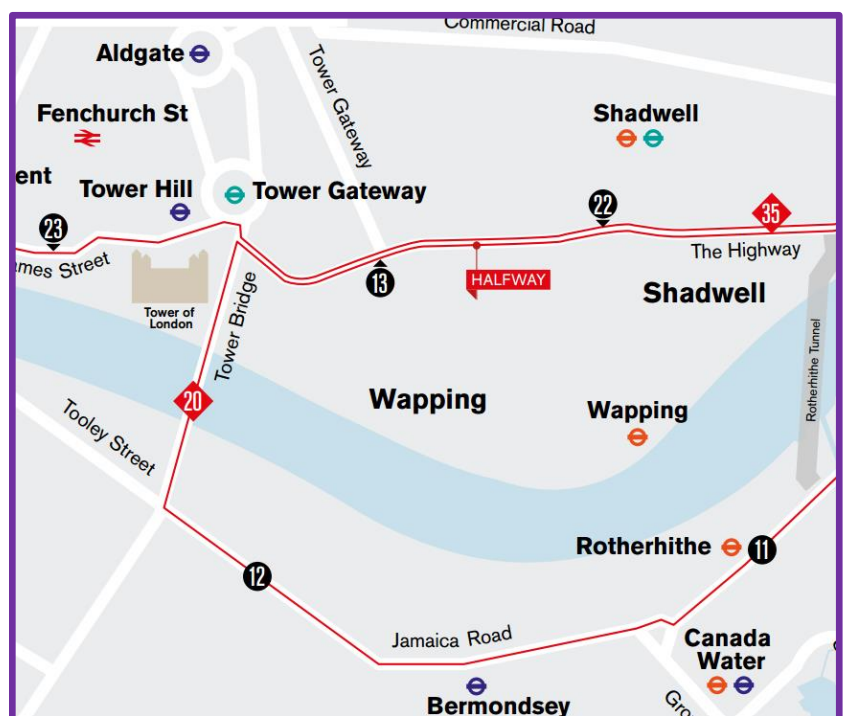 Commercial Road
Aldgate
Tower Gateway
Fenchurch St
Shadwell
ent
Tower Hill
Tower Gateway
23
22
35
ames Street
The Highway
13
HALFWAY
Shadwell
Tower of
London
Tower Bridge
Rotherhithe Tunnel
20
Wapping
Wapping
Tooley Street
Rotherhithe
11
12
Jamaica Road
Canada
Water
Bermondsey
Gro